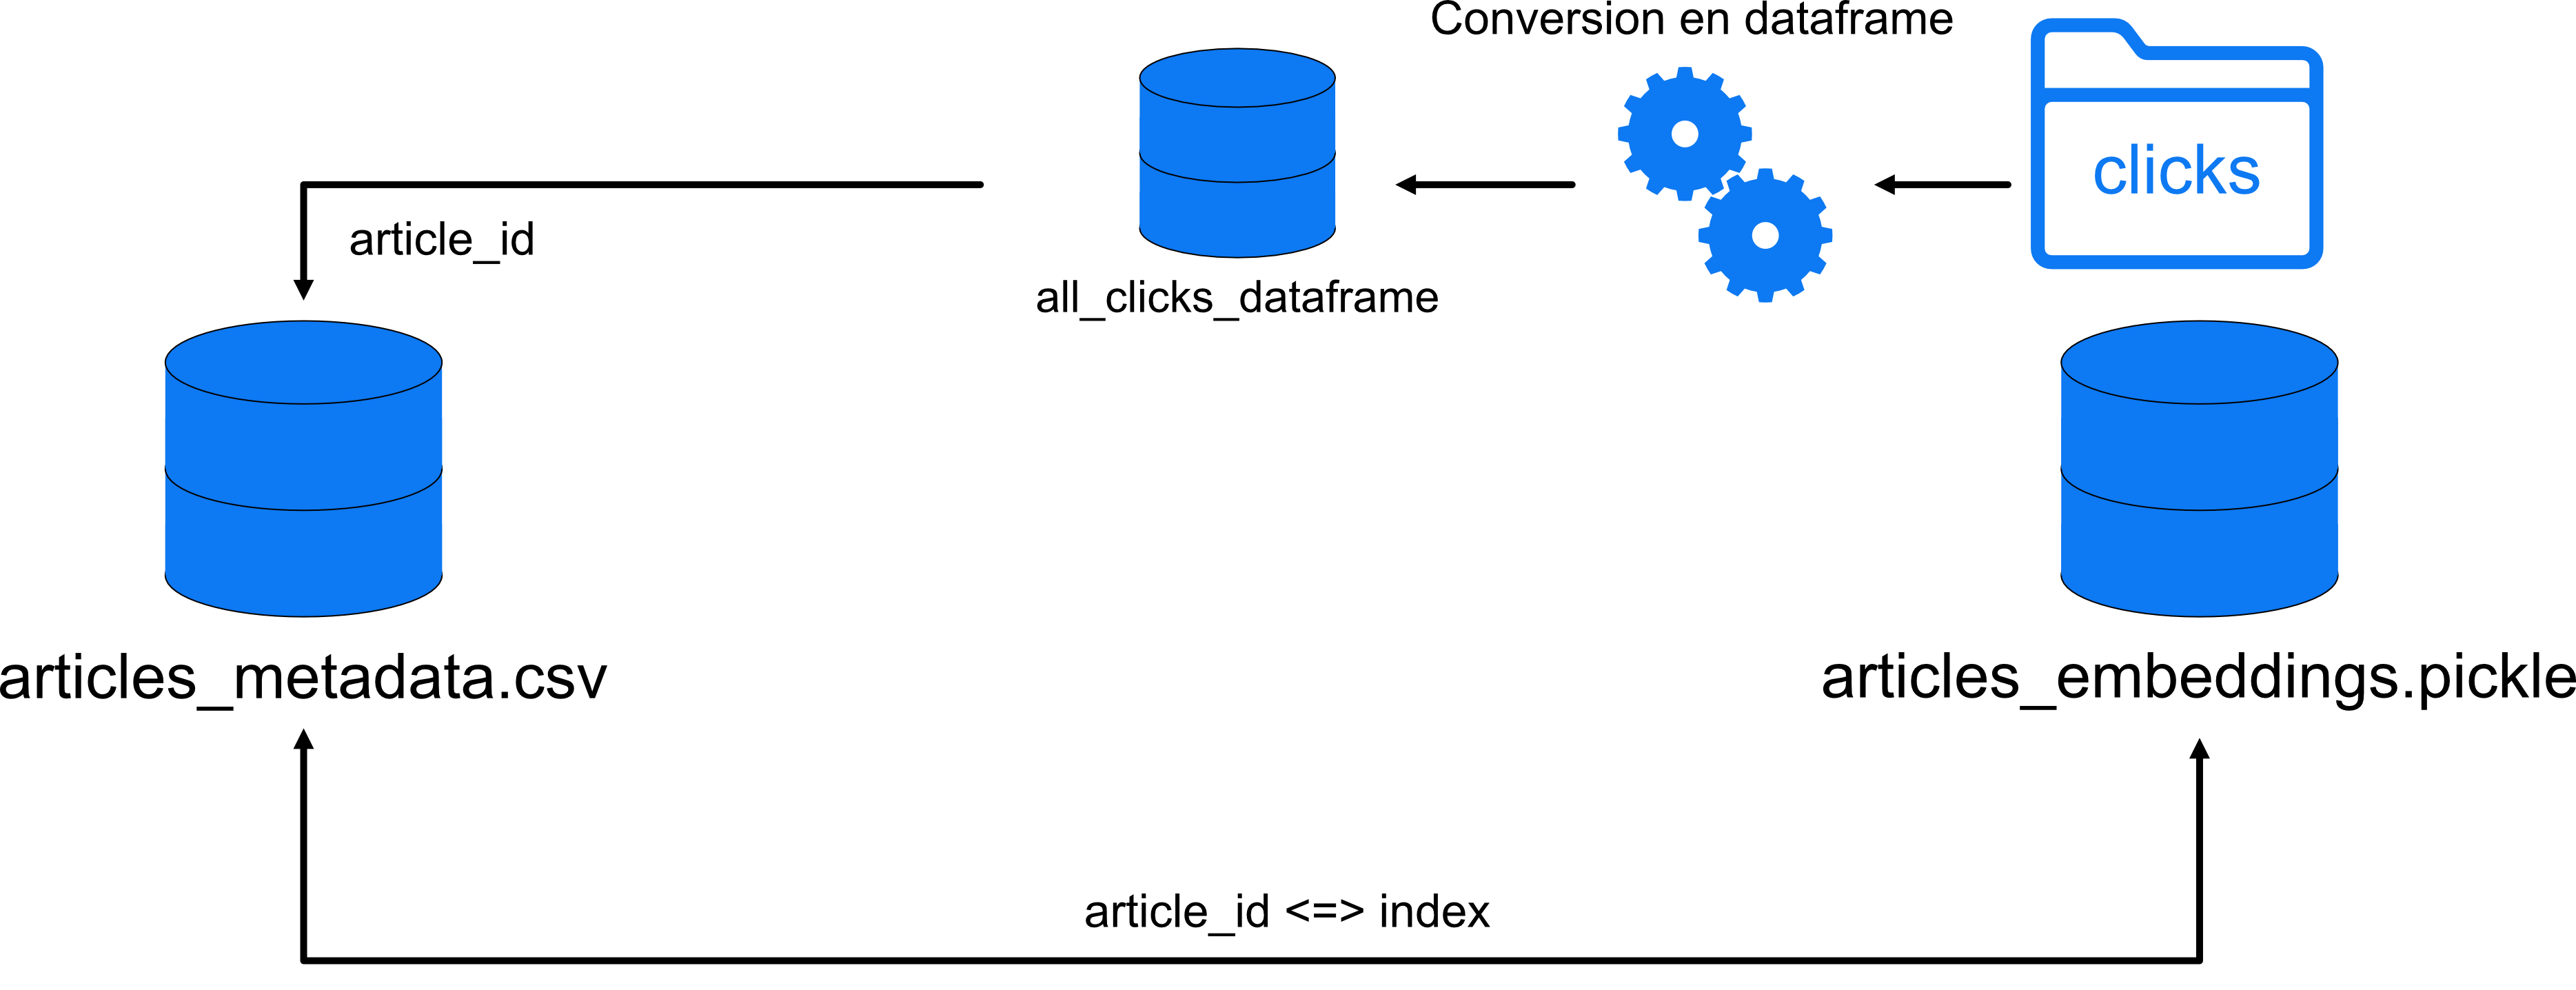 Conversion en dataframe
clicks
article_id
all_clicks_dataframe
articles_metadata.csv
articles_embeddings.pickle
article_id <=> index